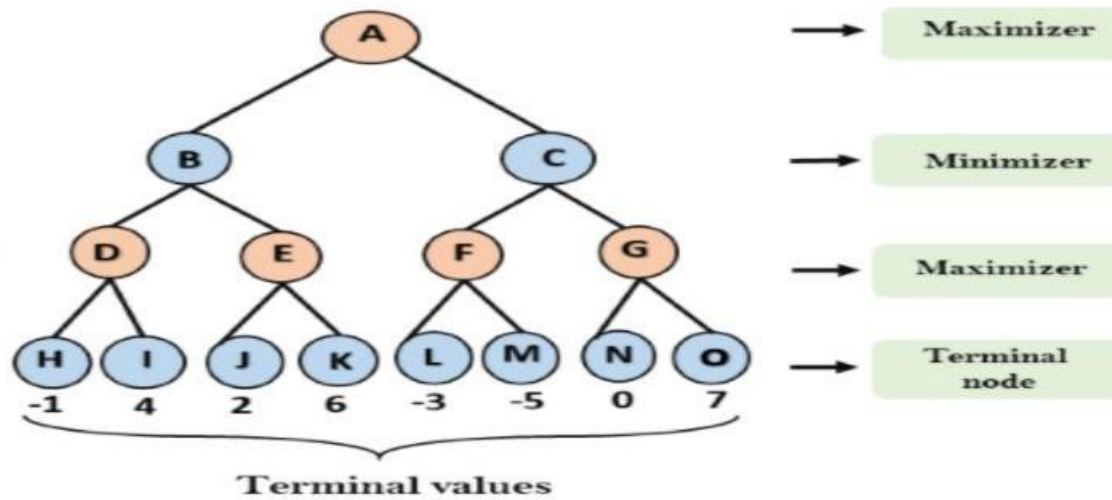 A
Maximizer
B
C
Minimizer
D
E
F
G
Maximizer
H
I
J
K
L
M
N
O
Terminal
node
-1
4
2
6
-3
-5
0
7
Terminal values